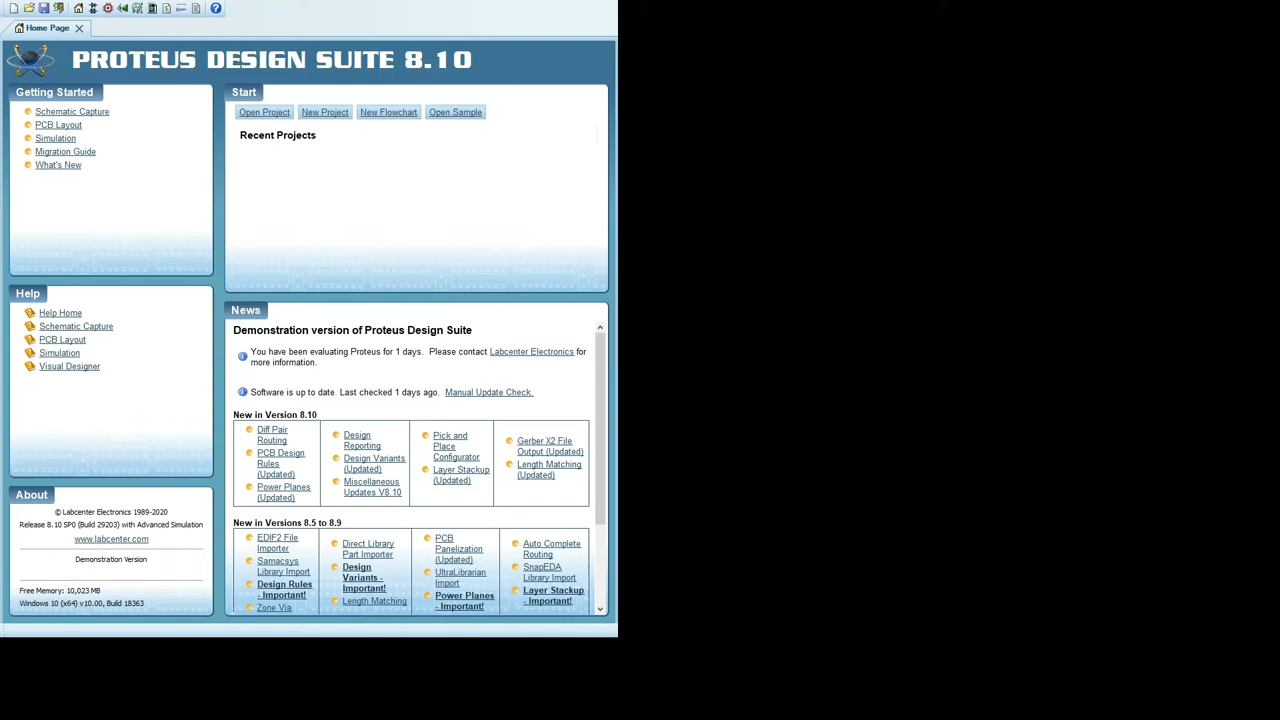 Home Page
PROTEUS DESIGN SUITE 8.10
Getting Started
Schematic Capture
PCB Layout
Simulation
Migration Guide
What's New
Start
Open Project
New Project
New Flowchart
Open Sample
Recent Projects
Help
Help Home
Schematic Capture
PCB Layout
Simulation
Visual Designer
News
Demonstration version of Proteus Design Suite
You have been evaluating Proteus for 1 days. Please contact Labcenter Electronics for
more information.
Software is up to date. Last checked 1 days ago. Manual Update Check.
New in Version 8.10
Diff Pair
Routing
PCB Design
Rules
(Updated)
Power Planes
(Updated)
Design
Reporting
Design Variants
(Updated)
Miscellaneous
Updates V8.10
Pick and
Place
Configurator
Layer Stackup
(Updated)
Gerber X2 File
Output (Updated)
Length Matching
(Updated)
New in Versions 8.5 to 8.9
EDIF2 File
Importer
Samacsys
Library Import
Design Rules
- Important!
Zone Via
Direct Library
Part Importer
Design
Variants -
Important!
Length Matching
PCB
Panelization
(Updated)
UltraLibrarian
Import
Power Planes
- Important!
Auto Complete
Routing
SnapEDA
Library Import
Layer Stackup
- Important!
About
© Labcenter Electronics 1989-2020
Release 8.10 SP0 (Build 29203) with Advanced Simulation
www.labcenter.com
Demonstration Version
Free Memory: 10,023 MB
Windows 10 (x64) v10.00, Build 18363